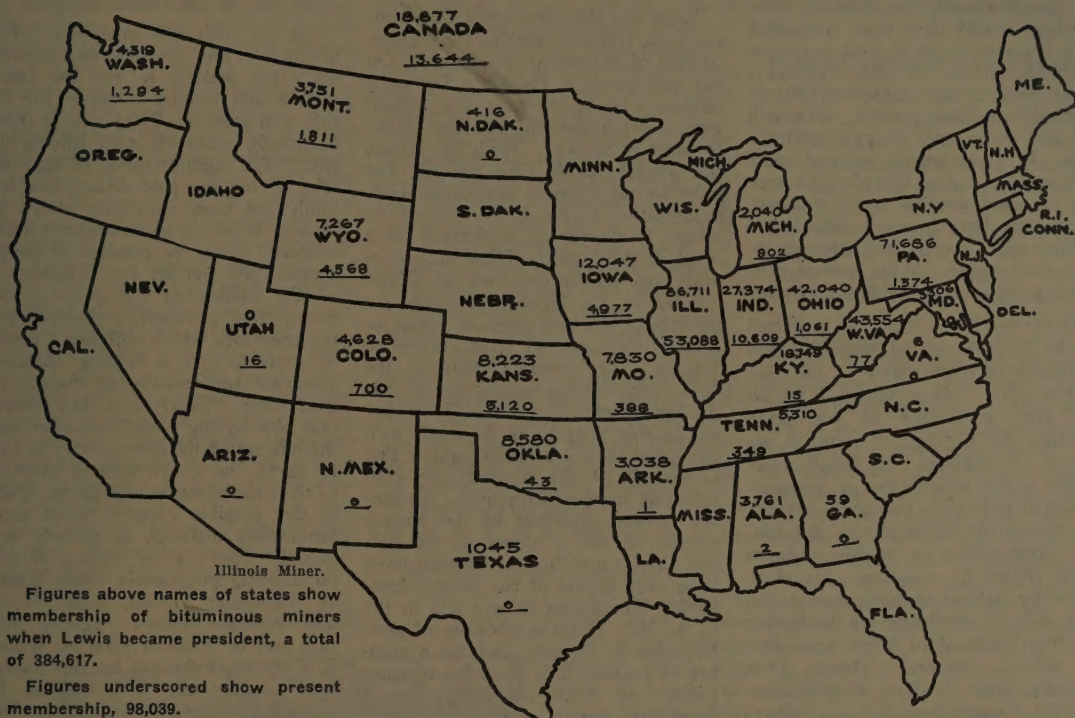 18,877
CANADA
13,644
4,319
WASH.
1,294
3,751
MONT.
1,811
416
N.DAK.
0
OREG.
IDAHO
MINN.
S. DAK.
WIS.
MICH.
2,040
MICH.
802
ME.
VT.
N.H
MASS.
R.I.
CONN.
N.Y
7,267
WYO.
4,568
NEBR.
12,047
IOWA
4,977
86,711
ILL.
53,088
27,374
IND.
10,609
42,040
OHIO
1,061
71,686
PA.
1,374
N.J.
3,306
MD.
DEL.
NEV.
CAL.
0
UTAH
16
4,628
COLO.
700
8,223
KANS.
3,120
7,830
MO.
388
18,749
KY.
15
43,554
W.VA.
77
6
VA.
0
N.C.
S.C.
5,310
TENN.
349
ARIZ.
0
N.MEX.
0
8,580
OKLA.
43
3,038
ARK.
1
MISS.
3,761
ALA.
2
59
GA.
0
1045
TEXAS
0
LA.
FLA.
Illinois Miner.
Figures above names of states show
membership of bituminous miners
when Lewis became president, a total
of 384,617.
Figures underscored show present
membership, 98,039.